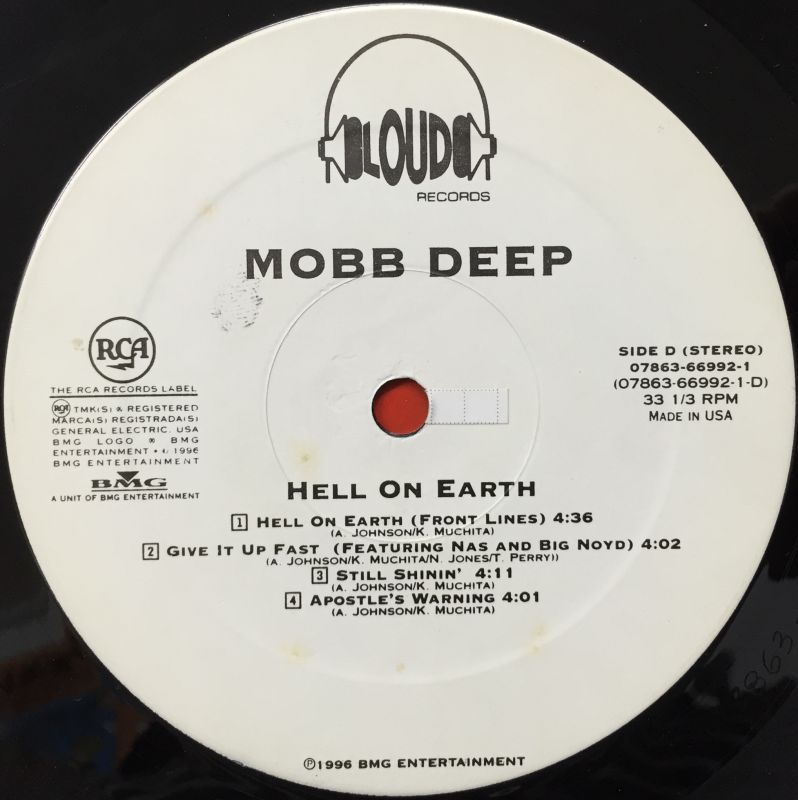 LOUD
RECORDS
MOBB DEEP
RCA
THE RCA RECORDS LABEL
RCA TMK(S) ® REGISTERED
MARCA(S) REGISTRADA(S)
GENERAL ELECTRIC. USA
BMG LOGO ® BMG
ENTERTAINMENT • © 1996
BMG ENTERTAINMENT
BMG
A UNIT OF BMG ENTERTAINMENT
SIDE D (STEREO)
07863-66992-1
(07863-66992-1-D)
33 1/3 RPM
MADE IN USA
HELL ON EARTH
1 HELL ON EARTH (FRONT LINES) 4:36
(A. JOHNSON/K. MUCHITA)
2 GIVE IT UP FAST (FEATURING NAS AND BIG NOYD) 4:02
(A. JOHNSON/K. MUCHITA/N. JONES/T. PERRY))
3 STILL SHININ' 4:11
(A. JOHNSON/K. MUCHITA)
4 APOSTLE'S WARNING 4:01
(A. JOHNSON/K. MUCHITA)
℗1996 BMG ENTERTAINMENT